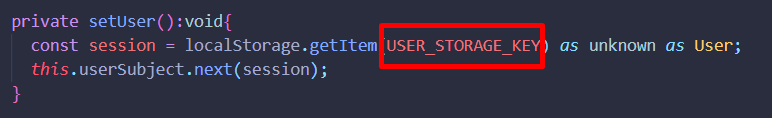 private setUser():void{
const session = localStorage.getItem(USER_STORAGE_KEY) as unknown as User;
this.userSubject.next(session);
}